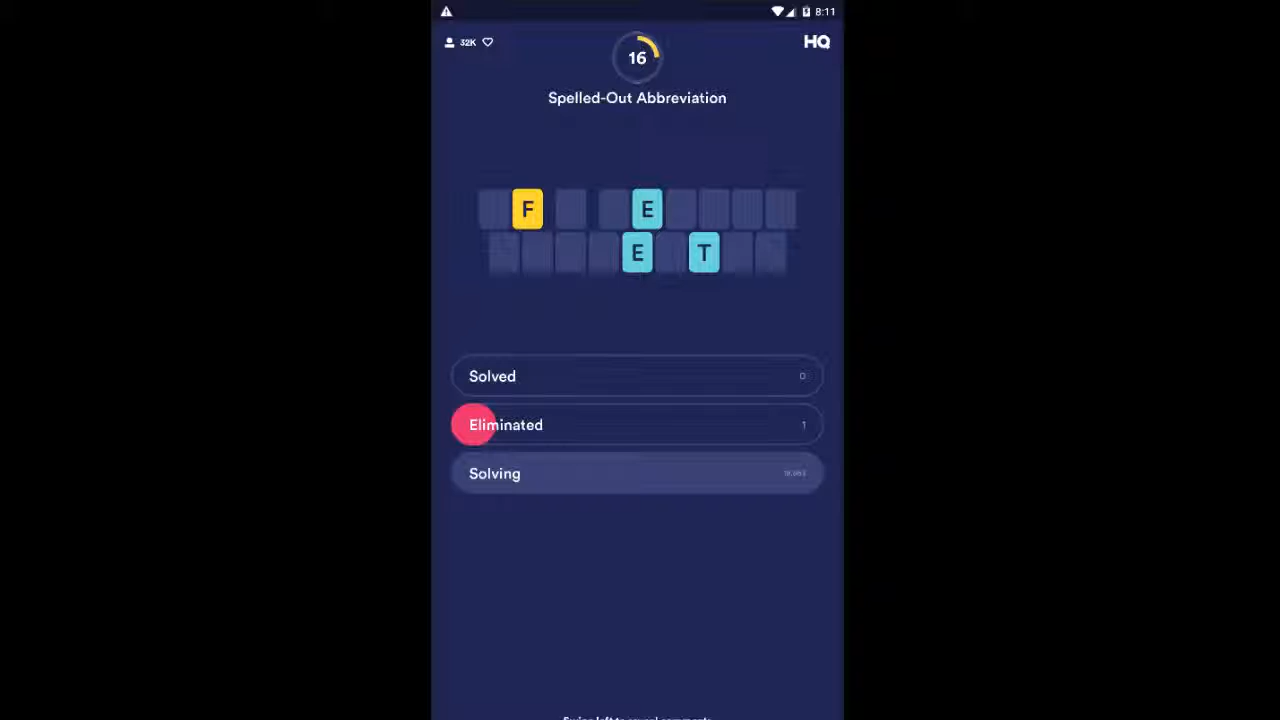 8:11
32K
16
HQ
Spelled-Out Abbreviation
F E
E T
Solved 0
Eliminated 1
Solving